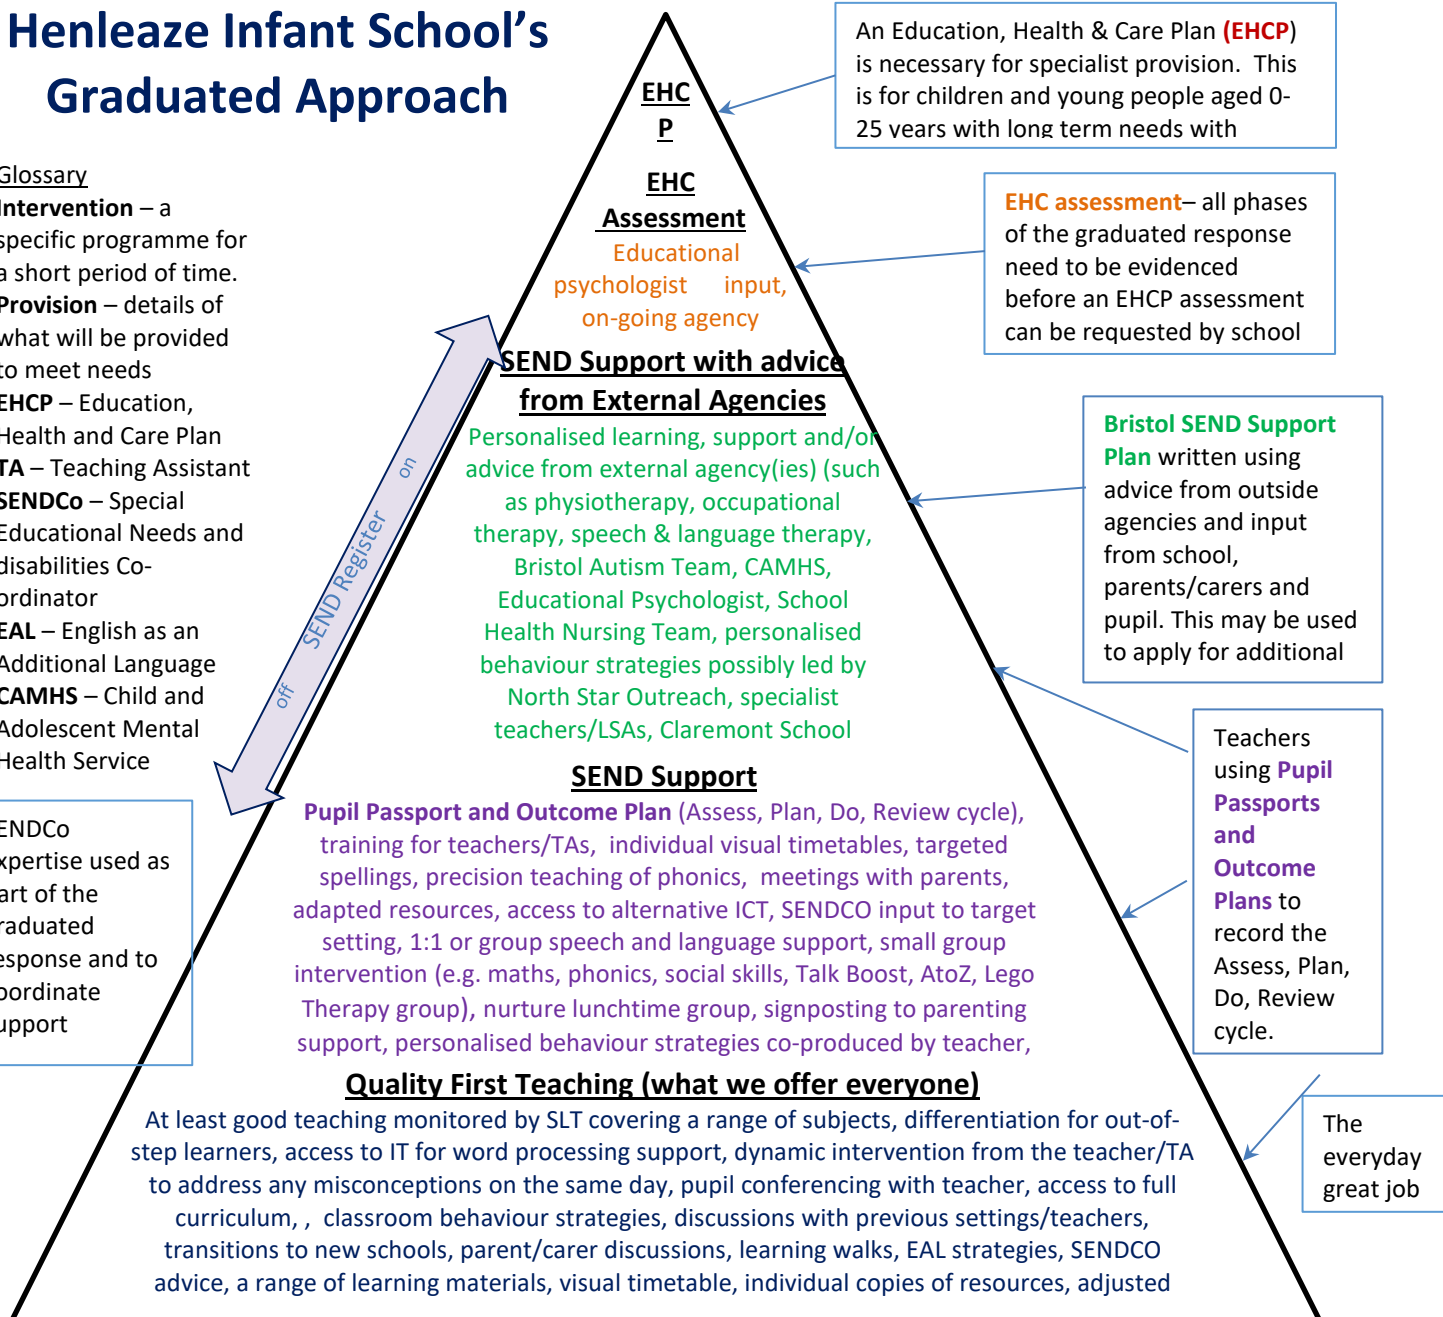 Henleaze Infant School’s
Graduated Approach
Glossary
Intervention – a
specific programme for
a short period of time.
Provision – details of
what will be provided
to meet needs
EHCP – Education,
Health and Care Plan
TA – Teaching Assistant
SENDCo – Special
Educational Needs and
disabilities Co-
ordinator
EAL – English as an
Additional Language
CAMHS – Child and
Adolescent Mental
Health Service
ENDCo
xpertise used as
art of the
raduated
esponse and to
oordinate
upport
off SEND Register on
EHC
P
EHC
Assessment
Educational
psychologist input,
on-going agency
SEND Support with advice
from External Agencies
Personalised learning, support and/or
advice from external agency(ies) (such
as physiotherapy, occupational
therapy, speech & language therapy,
Bristol Autism Team, CAMHS,
Educational Psychologist, School
Health Nursing Team, personalised
behaviour strategies possibly led by
North Star Outreach, specialist
teachers/LSAs, Claremont School
SEND Support
Pupil Passport and Outcome Plan (Assess, Plan, Do, Review cycle),
training for teachers/TAs, individual visual timetables, targeted
spellings, precision teaching of phonics, meetings with parents,
adapted resources, access to alternative ICT, SENDCO input to target
setting, 1:1 or group speech and language support, small group
intervention (e.g. maths, phonics, social skills, Talk Boost, AtoZ, Lego
Therapy group), nurture lunchtime group, signposting to parenting
support, personalised behaviour strategies co-produced by teacher,
Quality First Teaching (what we offer everyone)
At least good teaching monitored by SLT covering a range of subjects, differentiation for out-of-
step learners, access to IT for word processing support, dynamic intervention from the teacher/TA
to address any misconceptions on the same day, pupil conferencing with teacher, access to full
curriculum, , classroom behaviour strategies, discussions with previous settings/teachers,
transitions to new schools, parent/carer discussions, learning walks, EAL strategies, SENDCO
advice, a range of learning materials, visual timetable, individual copies of resources, adjusted
An Education, Health & Care Plan (EHCP)
is necessary for specialist provision. This
is for children and young people aged 0-
25 years with long term needs with
EHC assessment– all phases
of the graduated response
need to be evidenced
before an EHCP assessment
can be requested by school
Bristol SEND Support
Plan written using
advice from outside
agencies and input
from school,
parents/carers and
pupil. This may be used
to apply for additional
Teachers
using Pupil
Passports
and
Outcome
Plans to
record the
Assess, Plan,
Do, Review
cycle.
The
everyday
great job